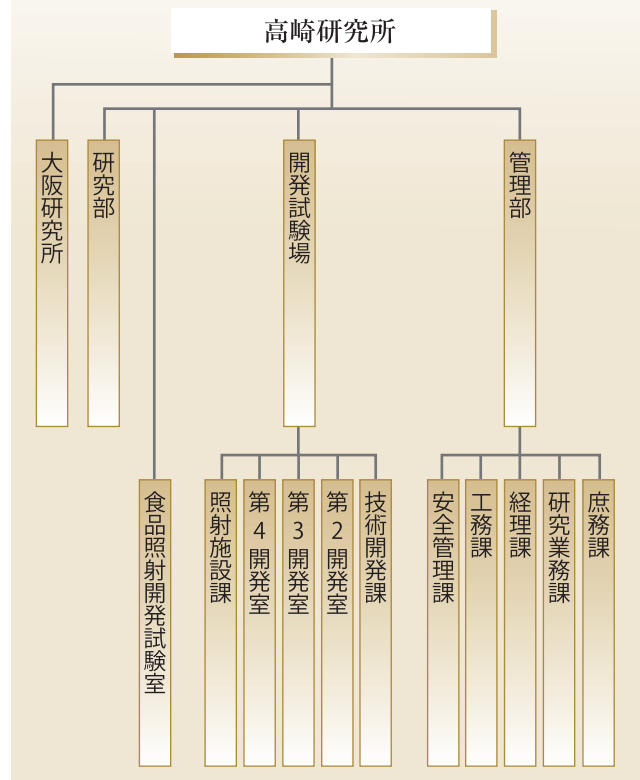 高崎研究所
管理部
開発試験場
研究部
大阪研究所
庶務課
研究業務課
経理課
工務課
安全管理課
技術開発課
第2開発室
第3開発室
第4開発室
照射施設課
食品照射開発試験室